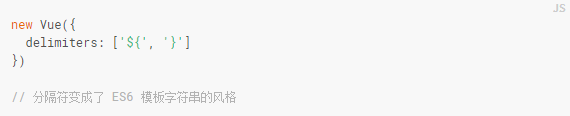 JS
new Vue({
  delimiters: ['${', '}']
})
// 分隔符变成了 ES6 模板字符串的风格